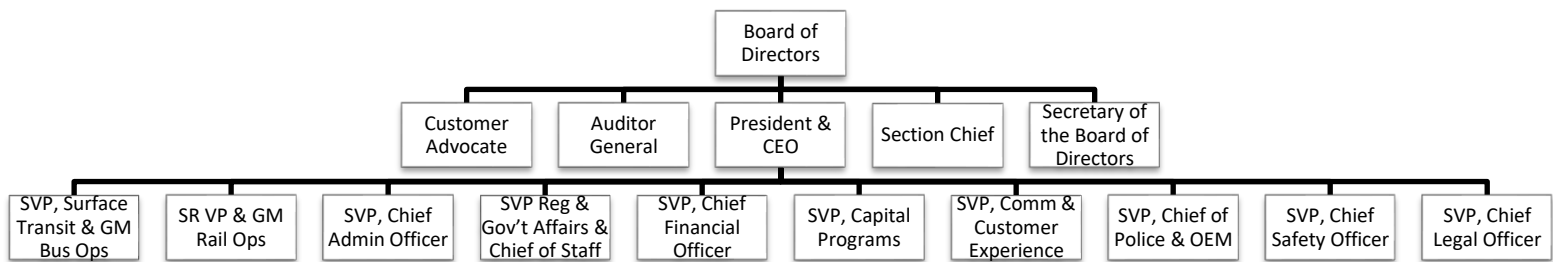 Board of
Directors
Customer
Advocate
Auditor
General
President &
CEO
Section Chief
Secretary of
the Board of
Directors
SVP, Surface
Transit & GM
Bus Ops
SR VP & GM
Rail Ops
SVP, Chief
Admin Officer
SVP Reg &
Gov't Affairs &
Chief of Staff
SVP, Chief
Financial
Officer
SVP, Capital
Programs
SVP, Comm &
Customer
Experience
SVP, Chief of
Police & OEM
SVP, Chief
Safety Officer
SVP, Chief
Legal Officer